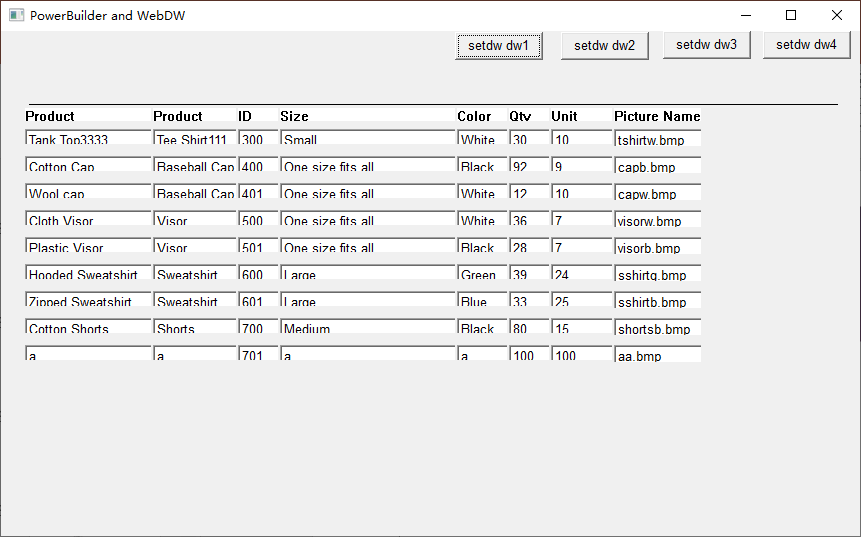 PowerBuilder and WebDW
setdw dw1 setdw dw2 setdw dw3 setdw dw4
Product Product ID Size Color Qty Unit Picture Name
Tank Top3333 Tee Shirt111 300 Small White 30 10 tshirtw.bmp
Cotton Cap Baseball Cap 400 One size fits all Black 92 9 capb.bmp
Wool cap Baseball Cap 401 One size fits all White 12 10 capw.bmp
Cloth Visor Visor 500 One size fits all White 36 7 visorw.bmp
Plastic Visor Visor 501 One size fits all Black 28 7 visorb.bmp
Hooded Sweatshirt Sweatshirt 600 Large Green 39 24 sshirtg.bmp
Zipped Sweatshirt Sweatshirt 601 Large Blue 33 25 sshirtb.bmp
Cotton Shorts Shorts 700 Medium Black 80 15 shortsb.bmp
a a 701 a a 100 100 aa.bmp